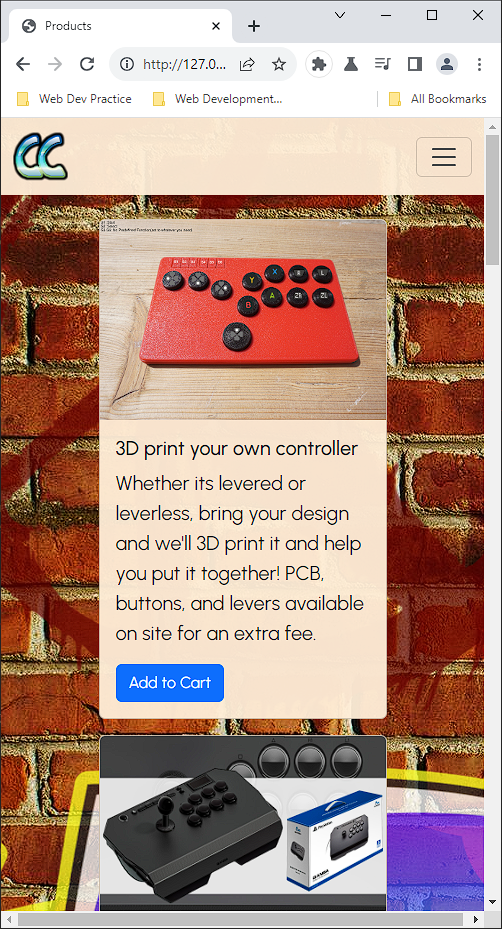 Products
http://127.0...
Web Dev Practice
Web Development...
All Bookmarks
CC
Y
X
R
L
B
A
ZR
3D print your own controller
Whether its levered or
leverless, bring your design
and we'll 3D print it and help
you put it together! PCB,
buttons, and levers available
on site for an extra fee.
Add to Cart